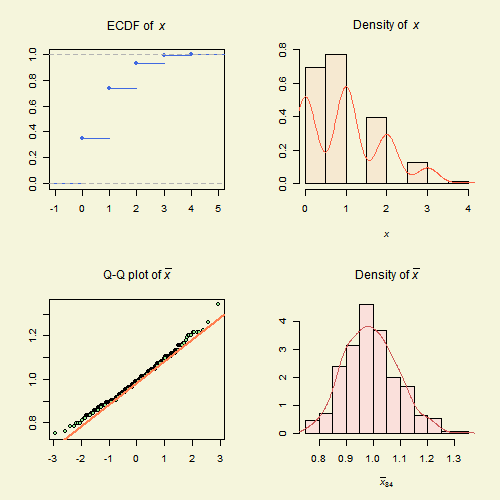 ECDF of x
0.0 0.2 0.4 0.6 0.8 1.0
-1 0 1 2 3 4 5
Density of x
0.0 0.2 0.4 0.6 0.8
0 1 2 3 4
x
Q-Q plot of x̅
0.8 1.0 1.2
-3 -2 -1 0 1 2 3
Density of x̅
0 1 2 3 4
0.8 0.9 1.0 1.1 1.2 1.3
x̅84